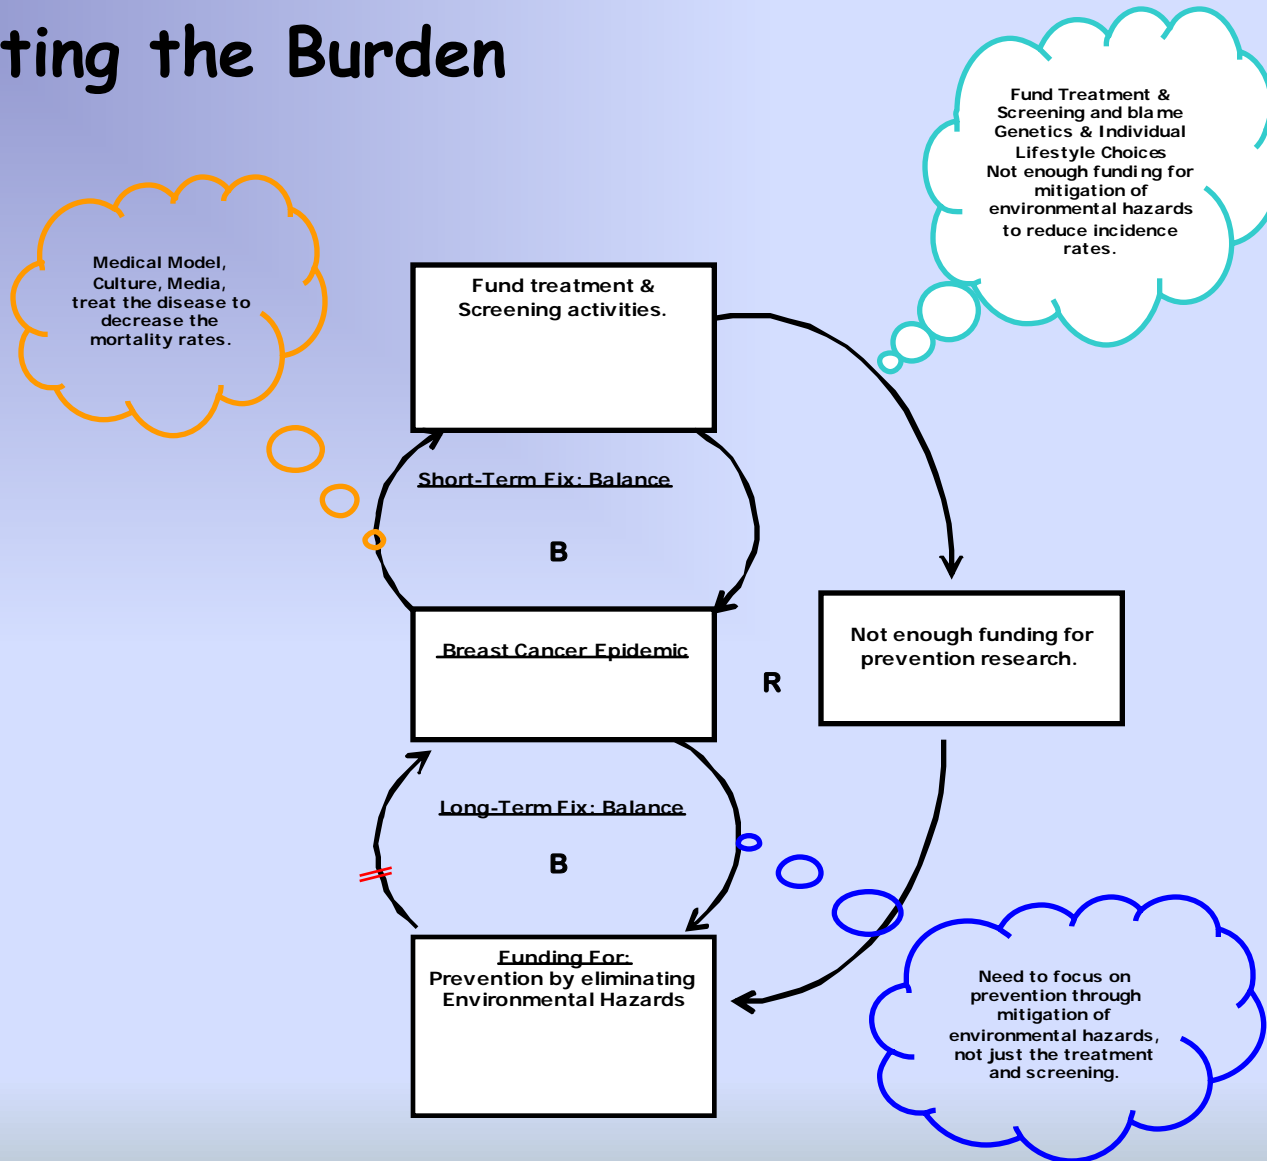 ting the Burden
Fund Treatment &
Screening and blame
Genetics & Individual
Lifestyle Choices
Not enough funding for
mitigation of
environmental hazards
to reduce incidence
rates.
Medical Model,
Culture, Media,
treat the disease to
decrease the
mortality rates.
Fund treatment &
Screening activities.
Short-Term Fix: Balance
B
Breast Cancer Epidemic
Not enough funding for
prevention research.
R
Long-Term Fix: Balance
B
Funding For:
Prevention by eliminating
Environmental Hazards
Need to focus on
prevention through
mitigation of
environmental hazards,
not just the treatment
and screening.